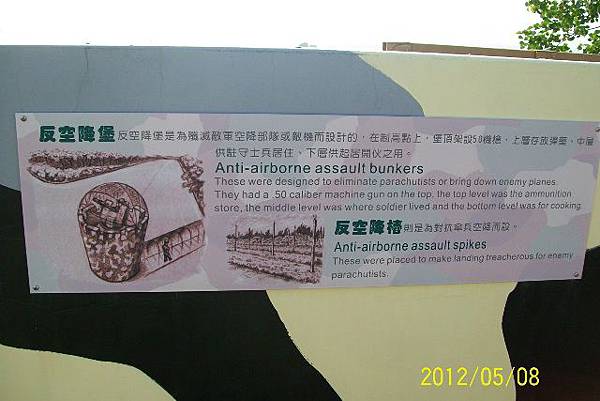 反空降堡 反空降堡是為殲滅敵軍空降部隊或敵機而設計的，在制高點上，堡頂架設50機槍，上層存放彈藥、中層
供駐守士兵居住、下層供起居開伙之用。
Anti-airborne assault bunkers
These were designed to eliminate parachutists or bring down enemy planes.
They had a .50 caliber machine gun on the top, the top level was the ammunition
store, the middle level was where soldier lived and the bottom level was for cooking.
反空降樁 則是為對抗傘兵空降而設。
Anti-airborne assault spikes
These were placed to make landing treacherous for enemy
parachutists.
2012/05/08